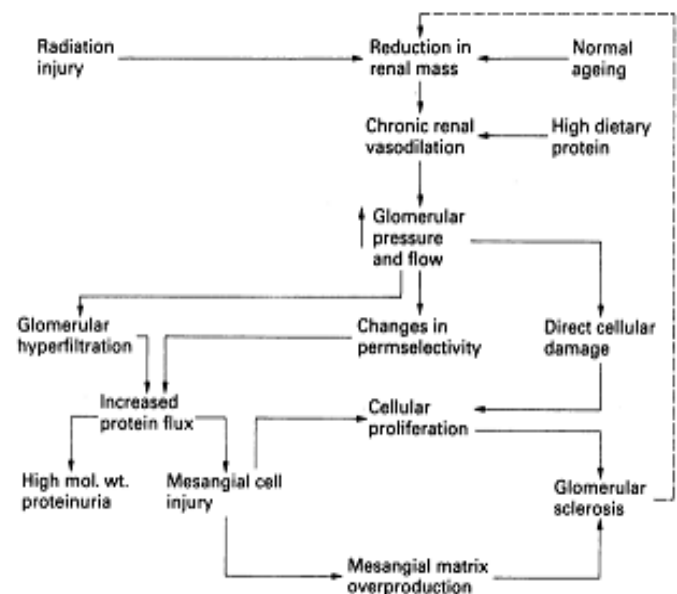 Radiation
injury
Reduction in
renal mass
Normal
ageing
Chronic renal
vasodilation
High dietary
protein
Glomerular
pressure
and flow
Glomerular
hyperfiltration
Changes in
permselectivity
Direct cellular
damage
Increased
protein flux
Cellular
proliferation
High mol. wt.
proteinuria
Mesangial cell
injury
Glomerular
sclerosis
Mesangial matrix
overproduction